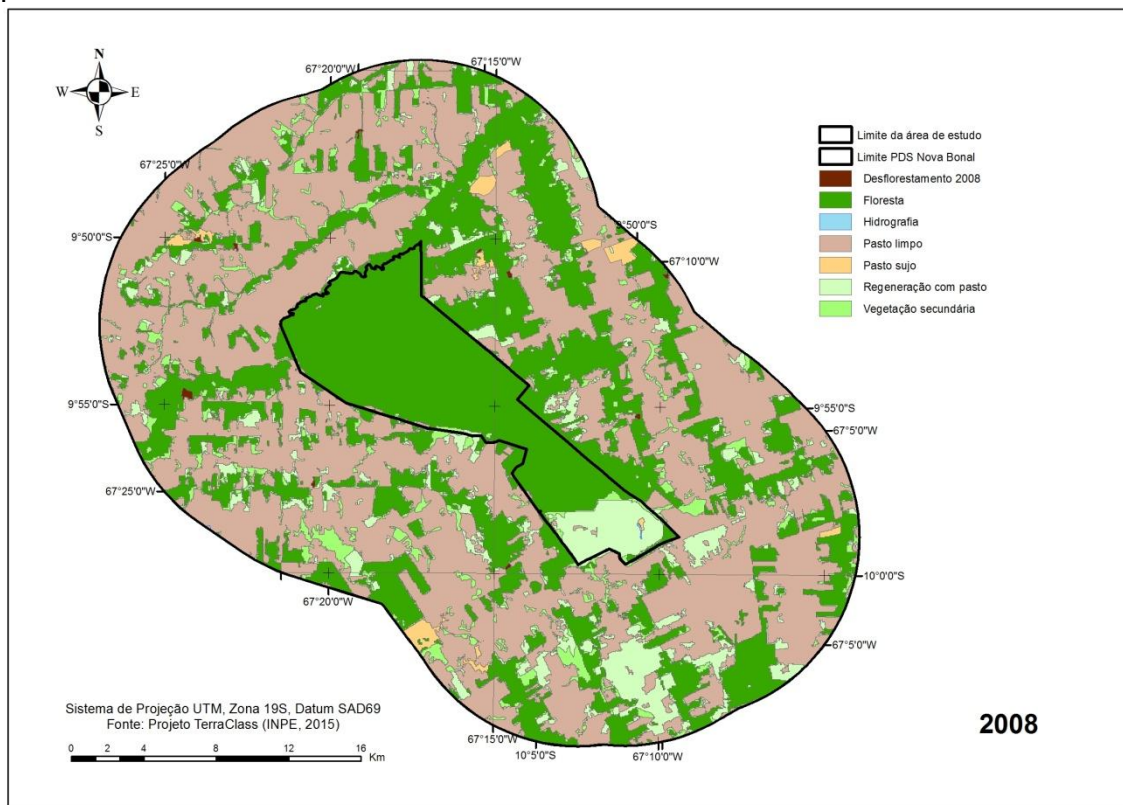 N
W E
S
67°20'0"W
67°15'0"W
67°25'0"W
9°50'0"S
9°50'0"S
67°10'0"W
Limite da área de estudo
Limite PDS Nova Bonal
Desflorestamento 2008
Floresta
Hidrografia
Pasto limpo
Pasto sujo
Regeneração com pasto
Vegetação secundária
9°55'0"S
9°55'0"S
67°5'0"W
67°25'0"W
10°0'0"S
67°20'0"W
67°5'0"W
Sistema de Projeção UTM, Zona 19S, Datum SAD69
Fonte: Projeto TerraClass (INPE, 2015)
0 2 4 8 12 16
Km
67°15'0"W
10°5'0"S
67°10'0"W
2008